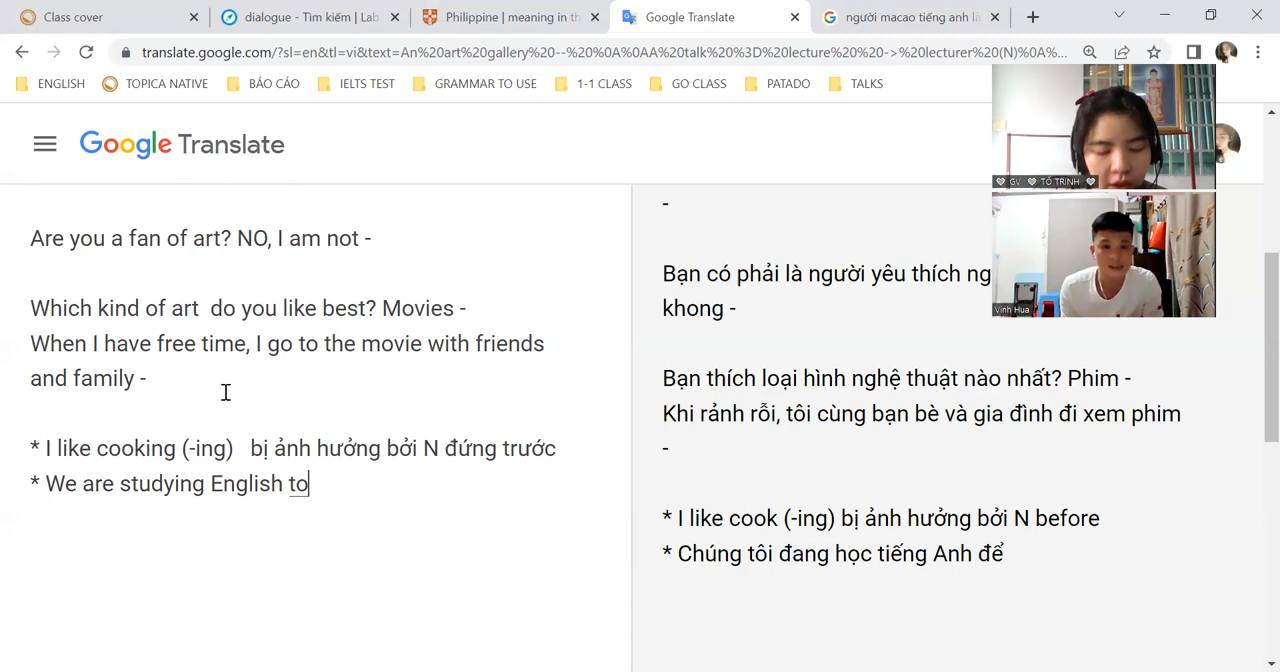 Class cover
dialogue - Tìm kiếm | Lab
Philippine | meaning in th
Google Translate
người macao tiếng anh là
translate.google.com/?sl=en&tl=vi&text=An%20art%20gallery%20--%20%0A%0AA%20talk%20%3D%20lecture%20%20->%20lecturer%20(N)%0A%...
ENGLISH
TOPICA NATIVE
BÁO CÁO
IELTS TEST
GRAMMAR TO USE
1-1 CLASS
GO CLASS
PATADO
TALKS
Google Translate
GV TỐ TRINH
Vinh Hua
Are you a fan of art? NO, I am not -
Which kind of art do you like best? Movies -
When I have free time, I go to the movie with friends
and family -
* I like cooking (-ing) bị ảnh hưởng bởi N đứng trước
* We are studying English to
-
Bạn có phải là người yêu thích ng
khong -
Bạn thích loại hình nghệ thuật nào nhất? Phim -
Khi rảnh rỗi, tôi cùng bạn bè và gia đình đi xem phim
-
* I like cook (-ing) bị ảnh hưởng bởi N before
* Chúng tôi đang học tiếng Anh để